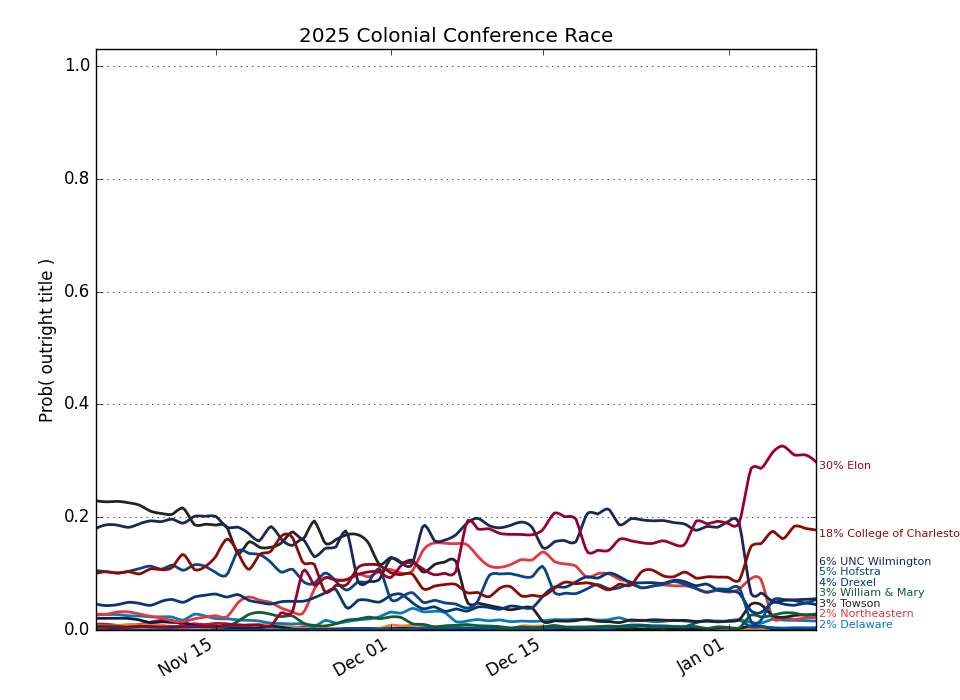 2025 Colonial Conference Race
Prob( outright title )
1.0
0.8
0.6
0.4
0.2
0.0
Nov 15
Dec 01
Dec 15
Jan 01
30% Elon
18% College of Charlesto
6% UNC Wilmington
5% Hofstra
4% Drexel
3% William & Mary
3% Towson
2% Northeastern
2% Delaware